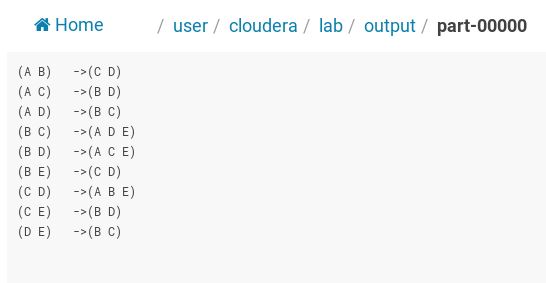 Home / user / cloudera / lab / output / part-00000
(A B)   ->(C D)
(A C)   ->(B D)
(A D)   ->(B C)
(B C)   ->(A D E)
(B D)   ->(A C E)
(B E)   ->(C D)
(C D)   ->(A B E)
(C E)   ->(B D)
(D E)   ->(B C)